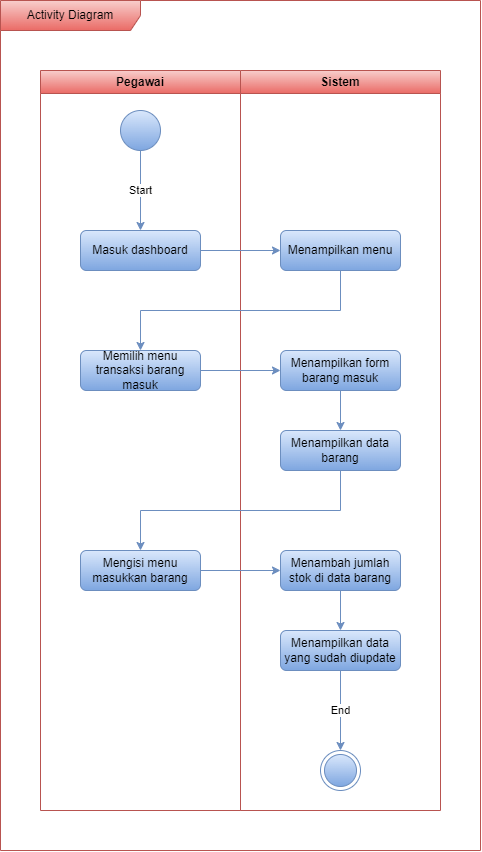 Activity Diagram
Pegawai
Sistem
Start
Masuk dashboard
Menampilkan menu
Memilih menu
transaksi barang
masuk
Menampilkan form
barang masuk
Menampilkan data
barang
Mengisi menu
masukkan barang
Menambah jumlah
stok di data barang
Menampilkan data
yang sudah diupdate
End